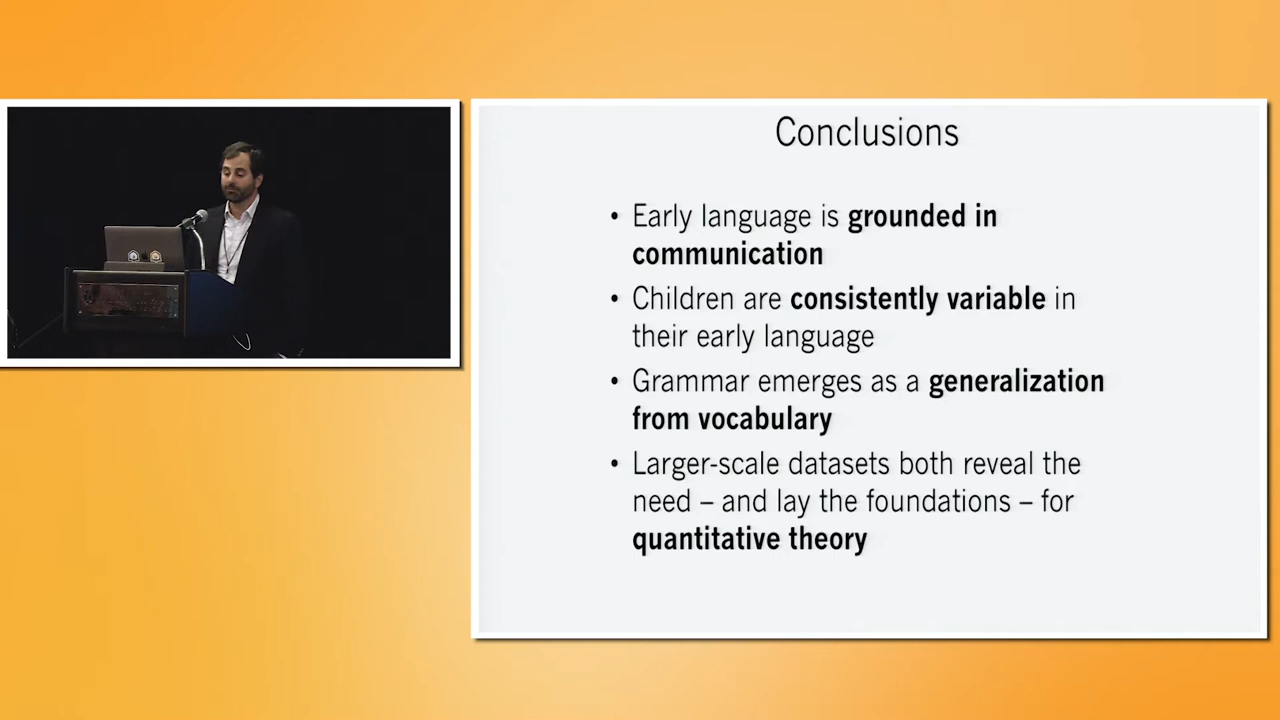 Conclusions
• Early language is grounded in
communication
• Children are consistently variable in
their early language
• Grammar emerges as a generalization
from vocabulary
• Larger-scale datasets both reveal the
need – and lay the foundations – for
quantitative theory